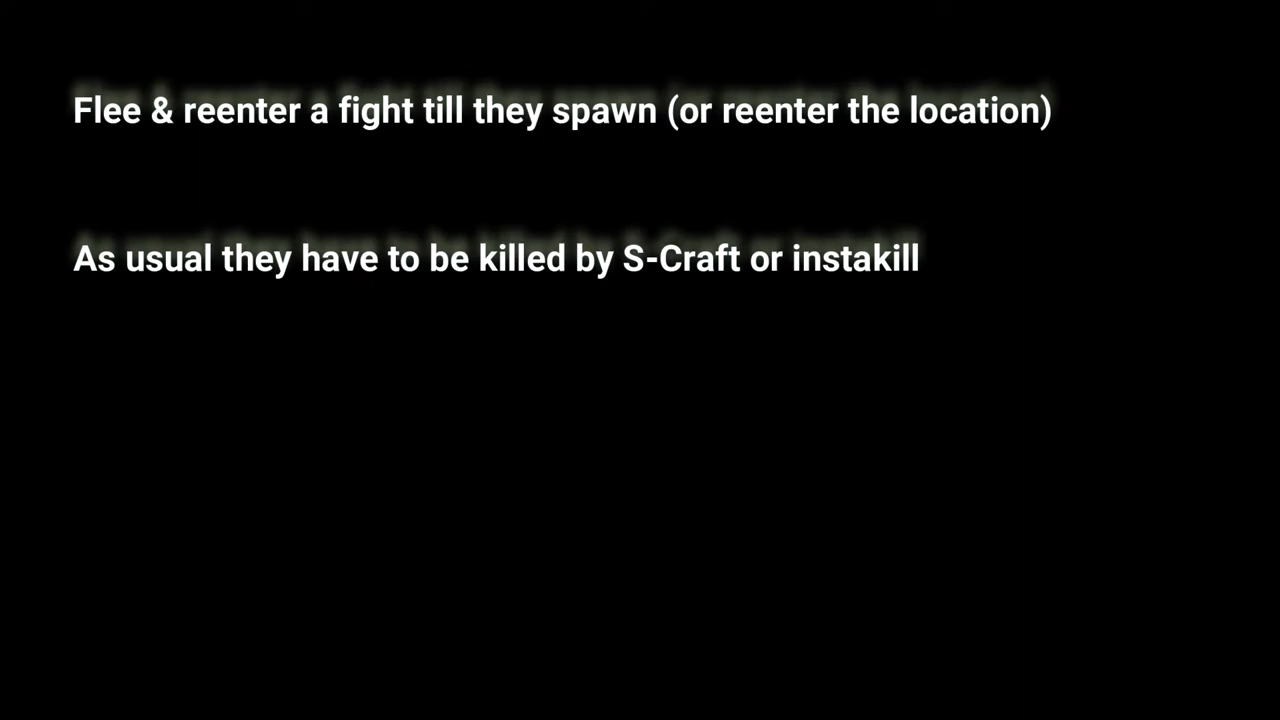 Flee & reenter a fight till they spawn (or reenter the location)
As usual they have to be killed by S-Craft or instakill